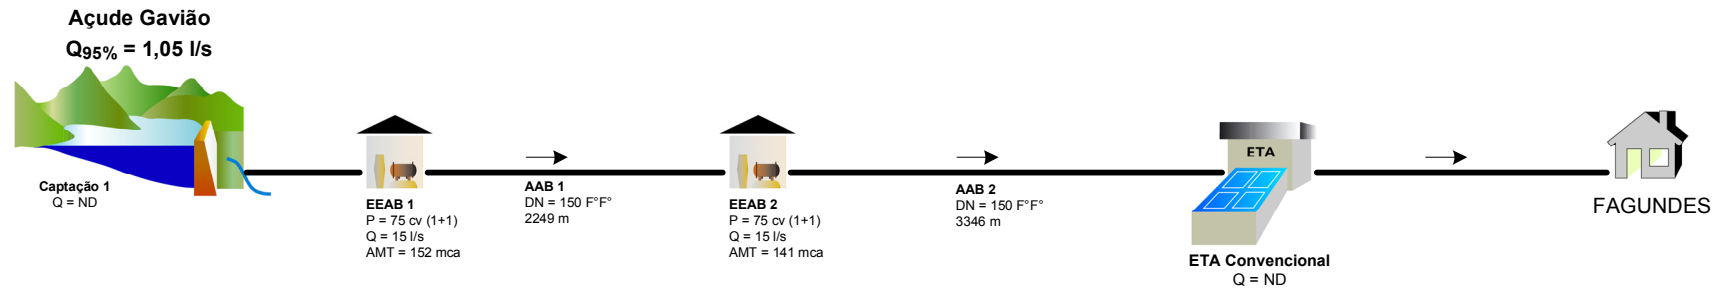 Açude Gavião
Q95% = 1,05 l/s
Captação 1
Q = ND
EEAB 1
P = 75 cv (1+1)
Q = 15 l/s
AMT = 152 mca
AAB 1
DN = 150 F°F°
2249 m
EEAB 2
P = 75 cv (1+1)
Q = 15 l/s
AMT = 141 mca
AAB 2
DN = 150 F°F°
3346 m
ETA
ETA Convencional
Q = ND
FAGUNDES